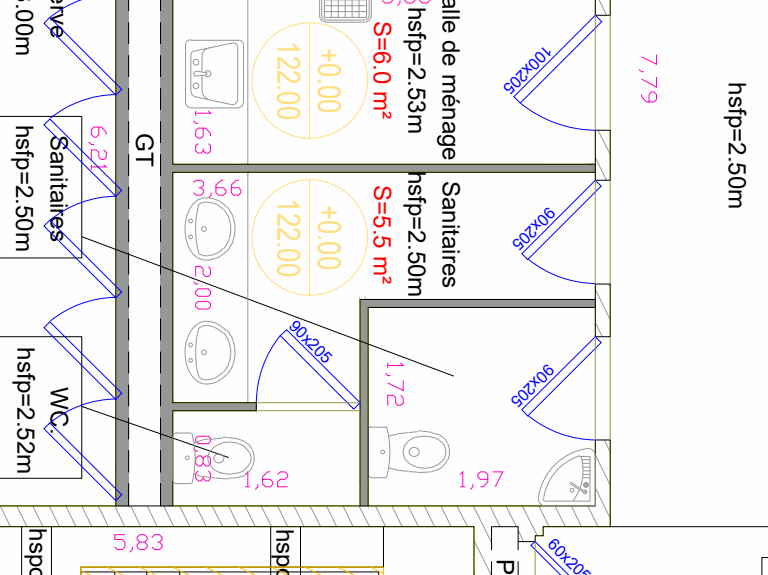 erve
.00m
GT
Sanitaires
hsfp=2.50m
WC.
hsfp=2.52m
6,21
1,63
+0.00
122.00
S=6.0 m²
hsfp=2.53m
alle de ménage
100x205
7,79
hsfp=2.50m
3,66
2,00
+0.00
122.00
S=5.5 m²
hsfp=2.50m
Sanitaires
90x205
90x205
90x205
1,72
0,83
1,62
1,97
5,83
hspo
hspo
P
60x205